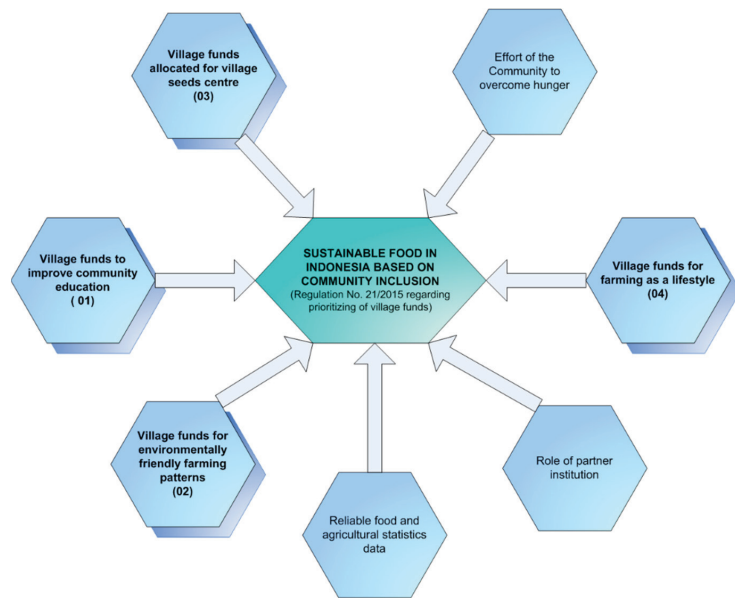 Village funds
allocated for village
seeds centre
(03)
Effort of the
Community to
overcome hunger
Village funds to
improve community
education
( 01)
SUSTAINABLE FOOD IN
INDONESIA BASED ON
COMMUNITY INCLUSION
(Regulation No. 21/2015 regarding
prioritizing of village funds)
Village funds for
farming as a lifestyle
(04)
Village funds for
environmentally
friendly farming
patterns
(02)
Reliable food and
agricultural statistics
data
Role of partner
institution